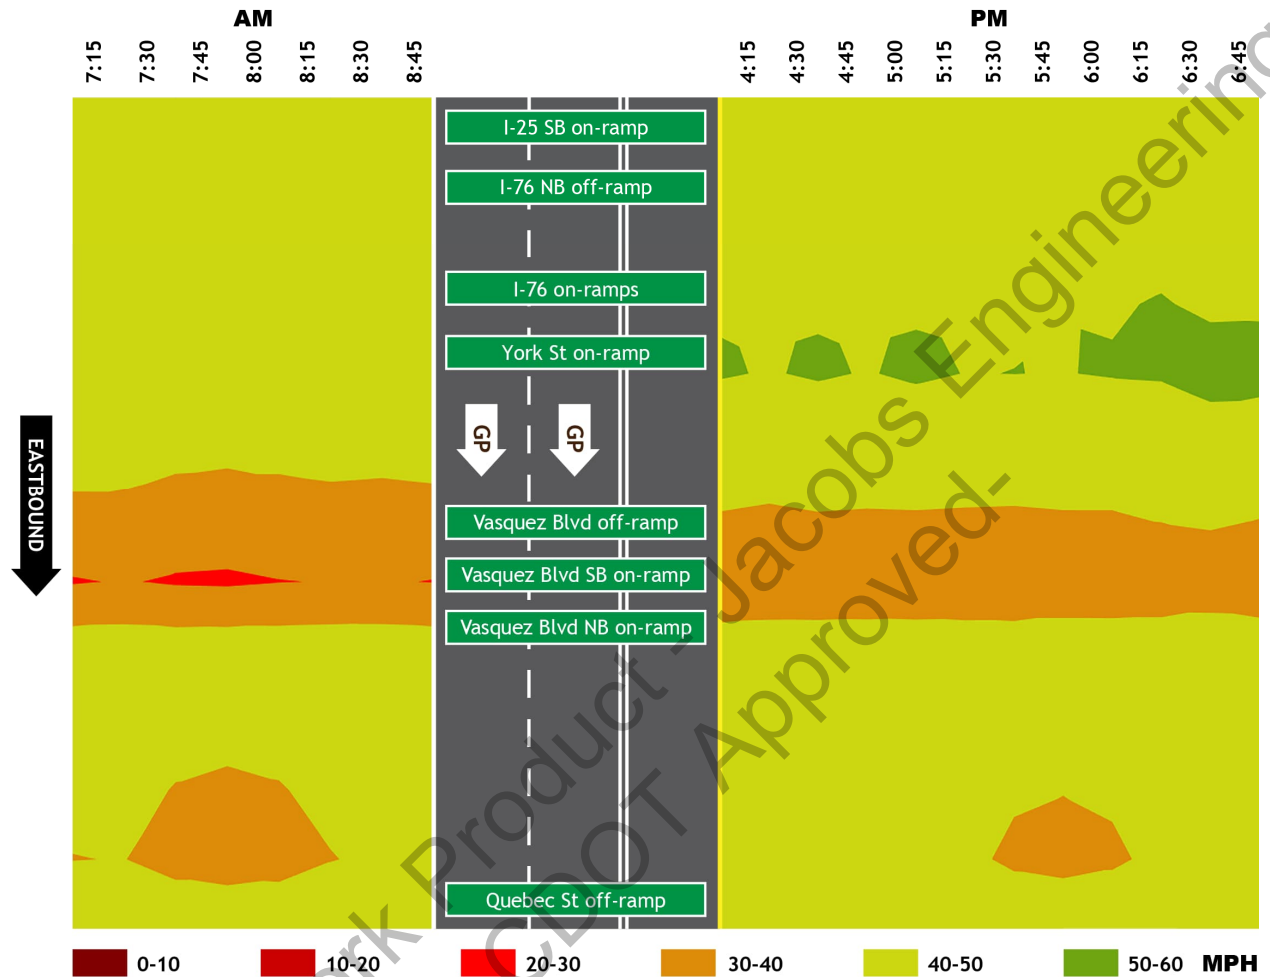 AM
PM
7:15 7:30 7:45 8:00 8:15 8:30 8:45
4:15 4:30 4:45 5:00 5:15 5:30 5:45 6:00 6:15 6:30 6:45
I-25 SB on-ramp
I-76 NB off-ramp
I-76 on-ramps
York St on-ramp
GP GP
EASTBOUND
Vasquez Blvd off-ramp
Vasquez Blvd SB on-ramp
Vasquez Blvd NB on-ramp
Quebec St off-ramp
ork Product - Jacobs Engineering
CDOT Approved-
0-10 10-20 20-30 30-40 40-50 50-60 MPH